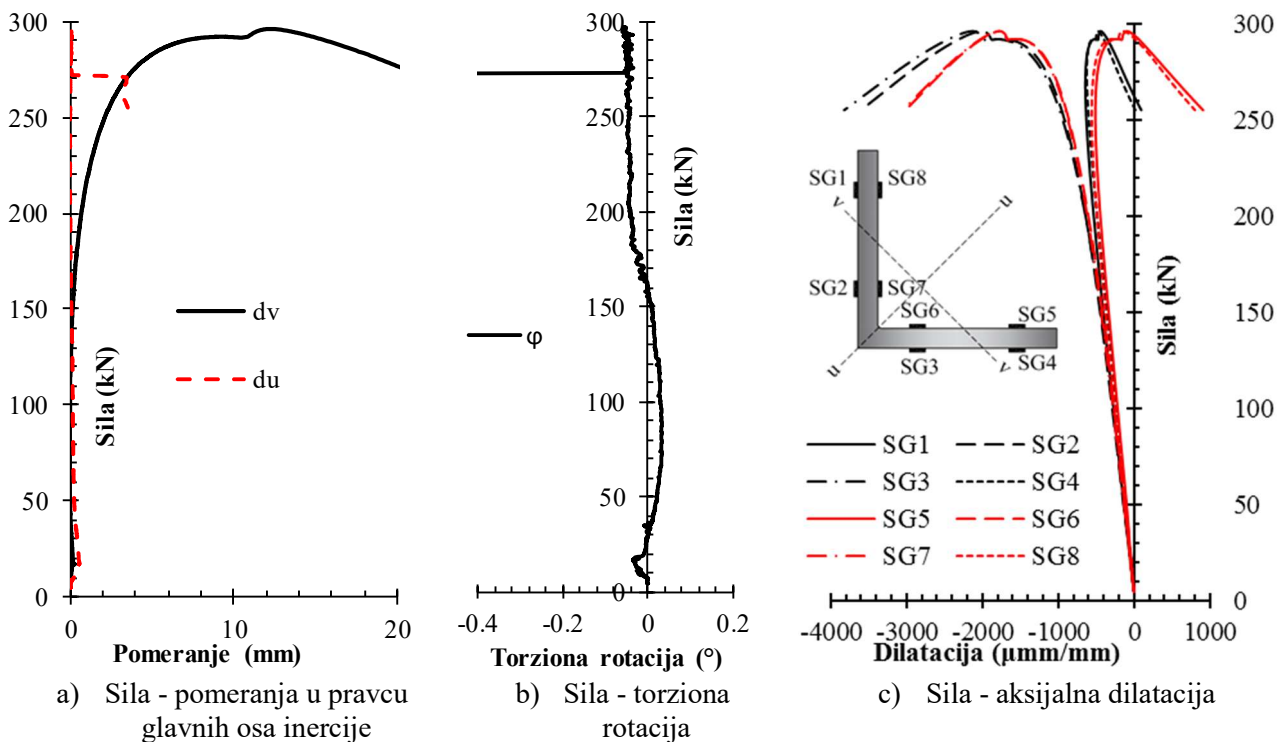 300
250
200
150
100
50
0
0
10
20
Sila (kN)
dv
du
Pomeranje (mm)
a) Sila - pomeranja u pravcu
glavnih osa inercije
300
250
200
150
100
50
0
-0.4
-0.2
0
0.2
Sila (kN)
φ
Torziona rotacija (°)
b) Sila - torziona
rotacija
300
250
200
150
100
50
0
-4000
-3000
-2000
-1000
0
1000
Sila (kN)
SG1
SG8
v
u
SG2
SG7
SG6
SG5
u
SG3
v
SG4
SG1
SG2
SG3
SG4
SG5
SG6
SG7
SG8
Dilatacija (µmm/mm)
c) Sila - aksijalna dilatacija